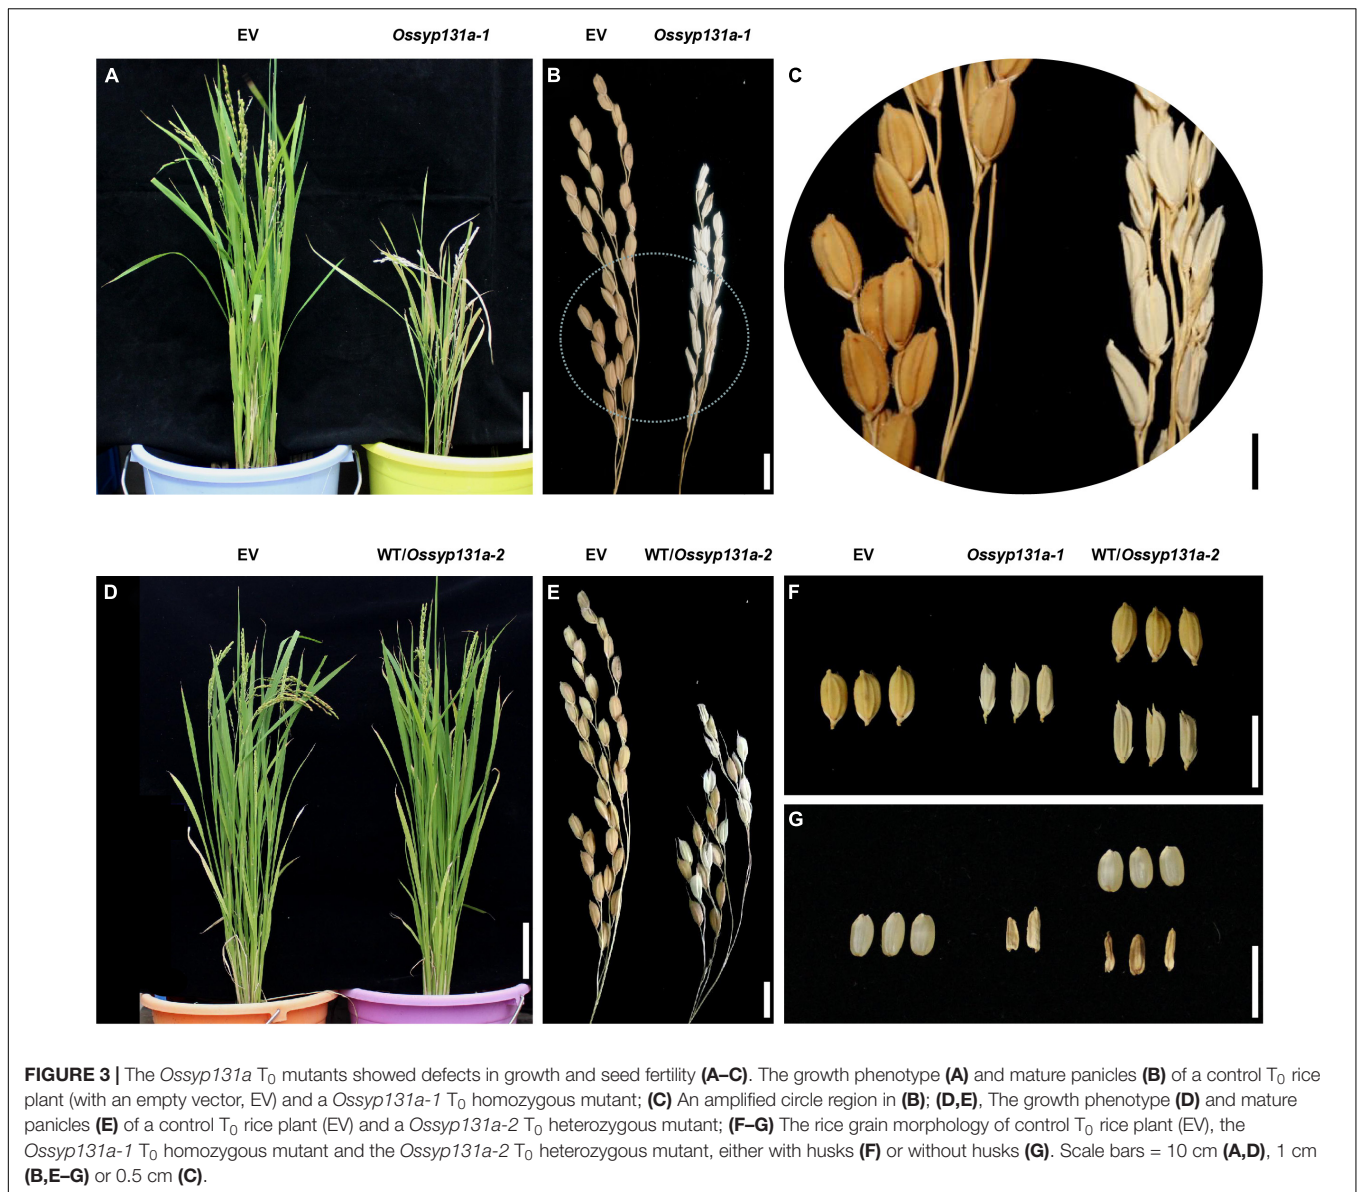 EV Ossyp131a-1 EV Ossyp131a-1
A B C
EV WT/Ossyp131a-2 EV WT/Ossyp131a-2 EV Ossyp131a-1 WT/Ossyp131a-2
D E F
G
FIGURE 3 | The Ossyp131a T0 mutants showed defects in growth and seed fertility (A–C). The growth phenotype (A) and mature panicles (B) of a control T0 rice
plant (with an empty vector, EV) and a Ossyp131a-1 T0 homozygous mutant; (C) An amplified circle region in (B); (D,E), The growth phenotype (D) and mature
panicles (E) of a control T0 rice plant (EV) and a Ossyp131a-2 T0 heterozygous mutant; (F–G) The rice grain morphology of control T0 rice plant (EV), the
Ossyp131a-1 T0 homozygous mutant and the Ossyp131a-2 T0 heterozygous mutant, either with husks (F) or without husks (G). Scale bars = 10 cm (A,D), 1 cm
(B,E–G) or 0.5 cm (C).